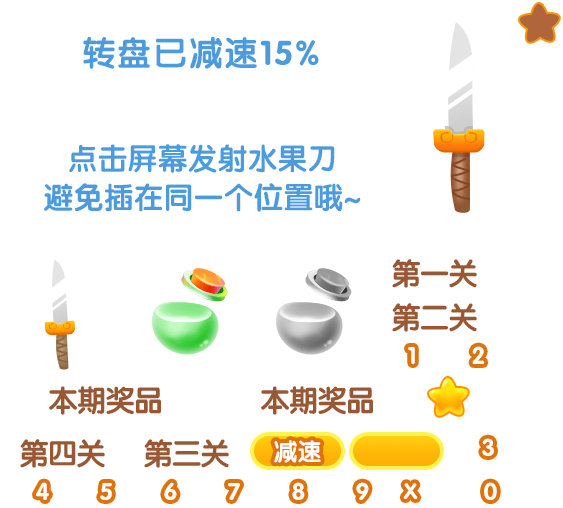 转盘已减速15%
点击屏幕发射水果刀
避免插在同一个位置哦~
第一关
第二关
1 2
本期奖品 本期奖品
第四关 第三关 减速 3
4 5 6 7 8 9 x 0